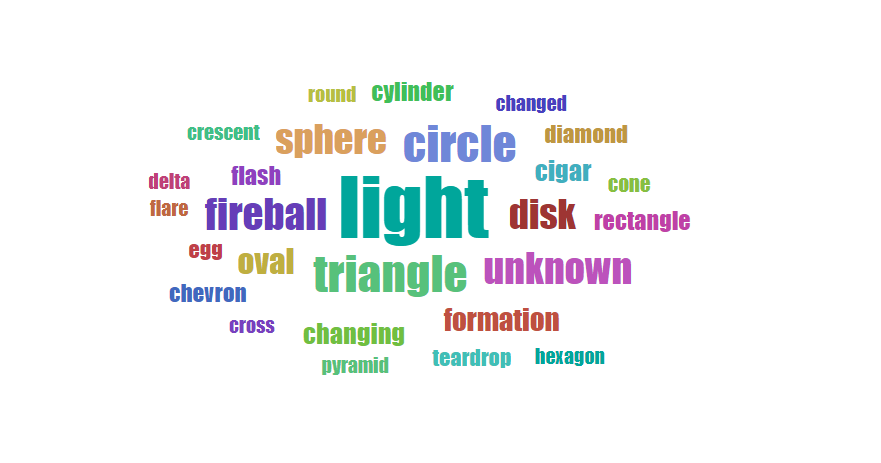 round cylinder changed
crescent sphere circle diamond
delta flash cigar cone
flare fireball light disk rectangle
egg oval triangle unknown
chevron
cross changing formation
pyramid teardrop hexagon